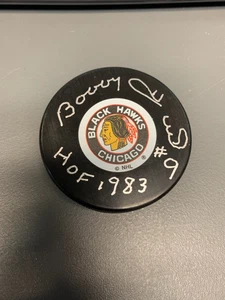 Bobby
#9
HOF 1983
BLACK HAWKS
CHICAGO
© NHL
®